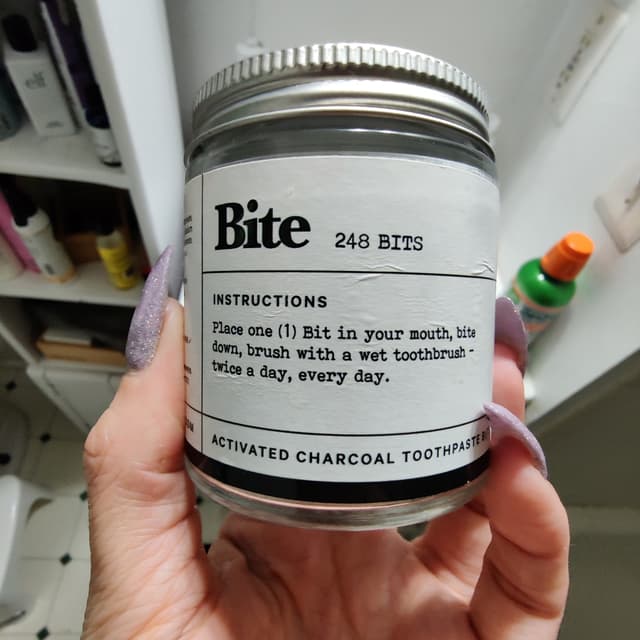 Bite 248 BITS
INSTRUCTIONS
Place one (1) Bit in your mouth, bite
down, brush with a wet toothbrush -
twice a day, every day.
ACTIVATED CHARCOAL TOOTHPASTE
elf